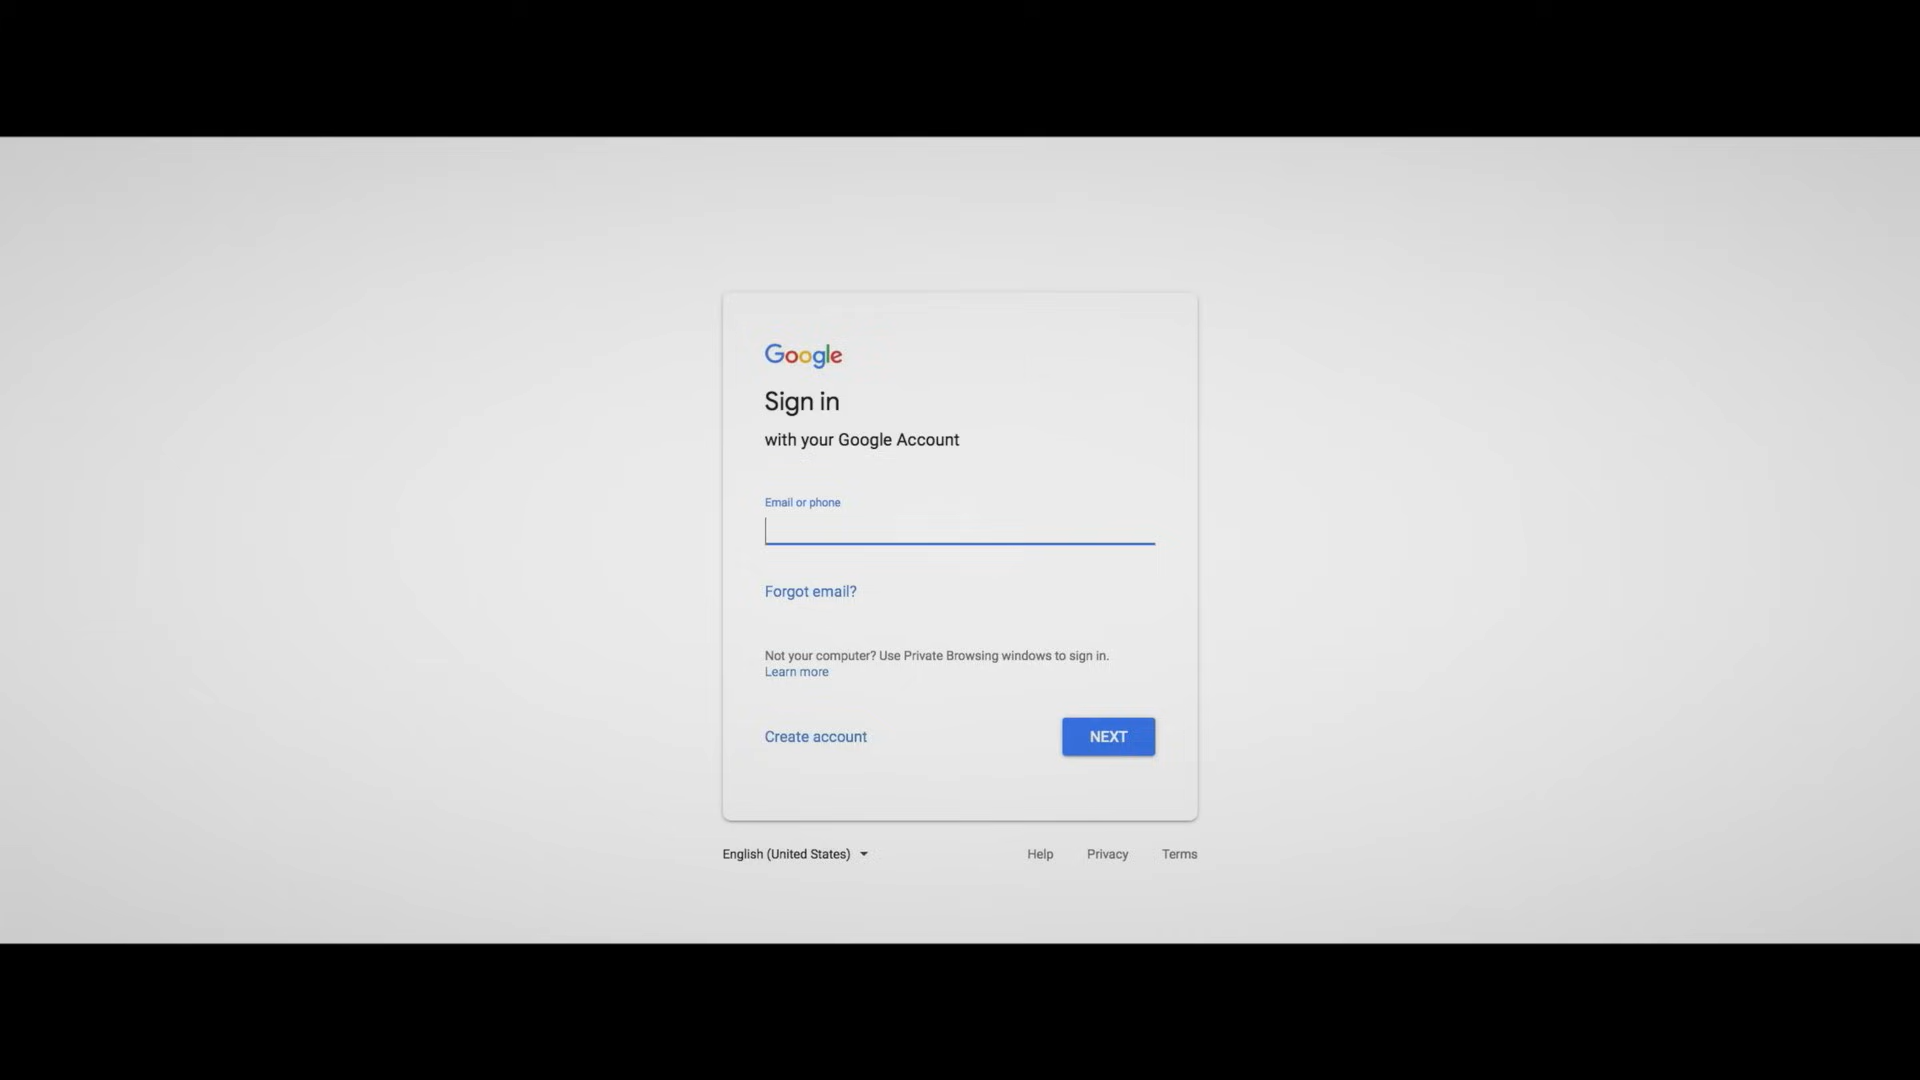 Google
Sign in
with your Google Account
Email or phone
Forgot email?
Not your computer? Use Private Browsing windows to sign in.
Learn more
Create account
NEXT
English (United States)
Help
Privacy
Terms